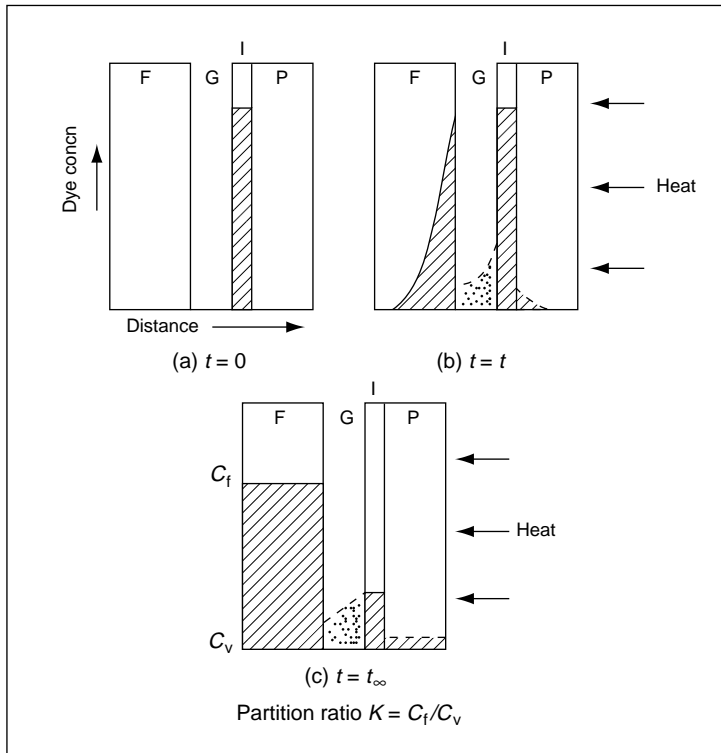 I
F G P
Dye concn
Distance
(a) t = 0
I
F G P
Heat
(b) t = t
I
F G P
Cf
Heat
Cv
(c) t = t∞
Partition ratio K = Cf/Cv